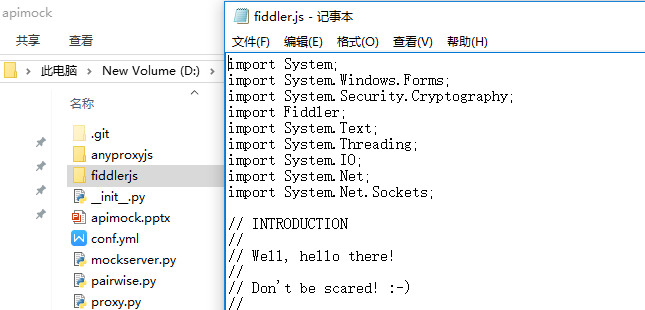 apimock
共享
查看
此电脑
New Volume (D:)
名称
.git
anyproxyjs
fiddlerjs
__init__.py
apimock.pptx
conf.yml
mockserver.py
pairwise.py
proxy.py
fiddler.js - 记事本
文件(F) 编辑(E) 格式(O) 查看(V) 帮助(H)
import System;
import System.Windows.Forms;
import System.Security.Cryptography;
import Fiddler;
import System.Text;
import System.Threading;
import System.IO;
import System.Net;
import System.Net.Sockets;
// INTRODUCTION
//
// Well, hello there!
//
// Don't be scared! :-)
//